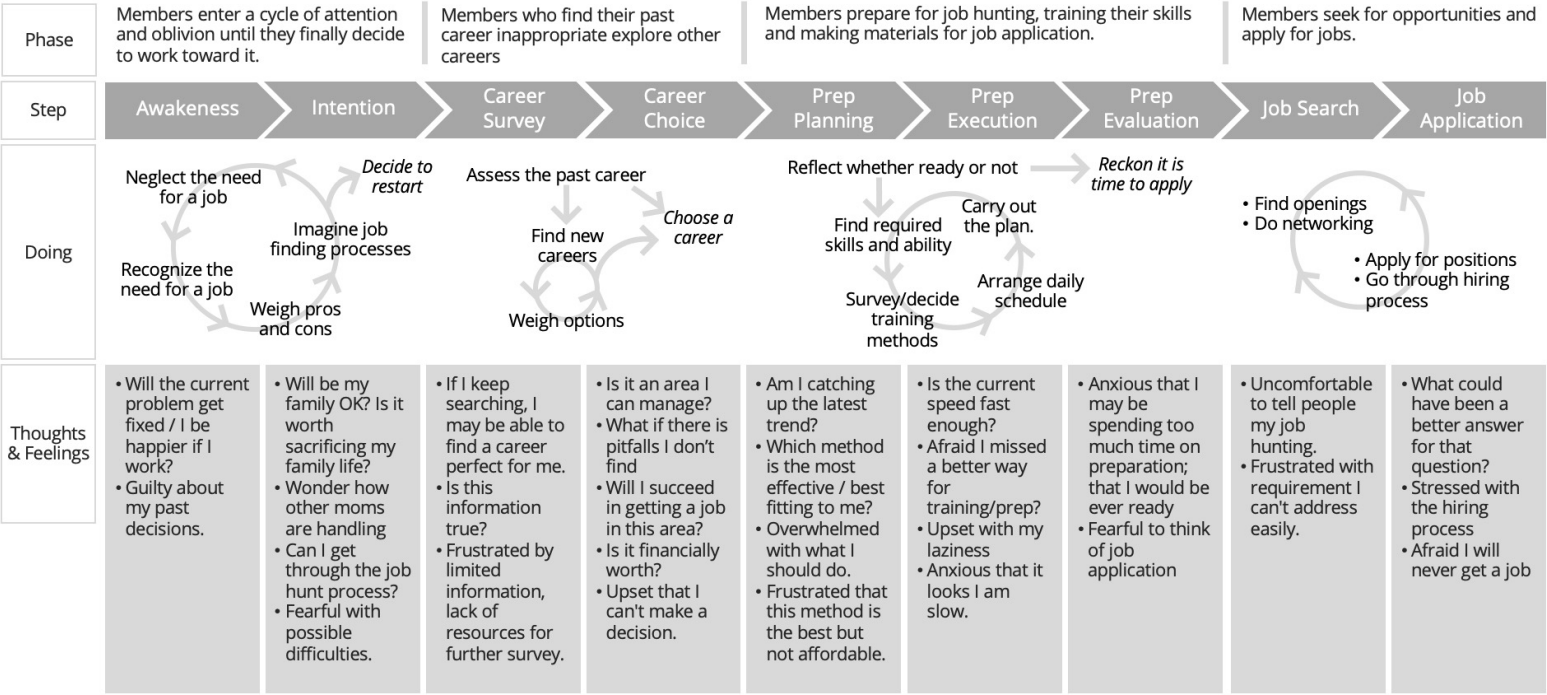 Phase
Members enter a cycle of attention
and oblivion until they finally decide
to work toward it.
Members who find their past
career inappropriate explore other
careers
Members prepare for job hunting, training their skills
and making materials for job application.
Members seek for opportunities and
apply for jobs.
Step
Awakeness
Intention
Career
Survey
Career
Choice
Prep
Planning
Prep
Execution
Prep
Evaluation
Job Search
Job
Application
Doing
Neglect the need
for a job
Recognize the
need for a job
Weigh pros
and cons
Imagine job
finding processes
Decide to
restart
Assess the past career
Find new
careers
Weigh options
Choose a
career
Reflect whether ready or not
Find required
skills and ability
Survey/decide
training
methods
Arrange daily
schedule
Carry out
the plan.
Reckon it is
time to apply
• Find openings
• Do networking
• Apply for positions
• Go through hiring
process
Thoughts
& Feelings
• Will the current
problem get
fixed / I be
happier if I
work?
• Guilty about
my past
decisions.
• Will be my
family OK? Is it
worth
sacrificing my
family life?
• Wonder how
other moms
are handling
• Can I get
through the job
hunt process?
• Fearful with
possible
difficulties.
• If I keep
searching, I
may be able to
find a career
perfect for me.
• Is this
information
true?
• Frustrated by
limited
information,
lack of
resources for
further survey.
• Is it an area I
can manage?
• What if there is
pitfalls I don't
find
• Will I succeed
in getting a job
in this area?
• Is it financially
worth?
• Upset that I
can't make a
decision.
• Am I catching
up the latest
trend?
• Which method
is the most
effective / best
fitting to me?
• Overwhelmed
with what I
should do.
• Frustrated that
this method is
the best but
not affordable.
• Is the current
speed fast
enough?
• Afraid I missed
a better way
for
training/prep?
• Upset with my
laziness
• Anxious that it
looks I am
slow.
• Anxious that I
may be
spending too
much time on
preparation;
that I would be
ever ready
• Fearful to think
of job
application
• Uncomfortable
to tell people
my job
hunting.
• Frustrated with
requirement I
can't address
easily.
• What could
have been a
better answer
for that
question?
• Stressed with
the hiring
process
• Afraid I will
never get a job